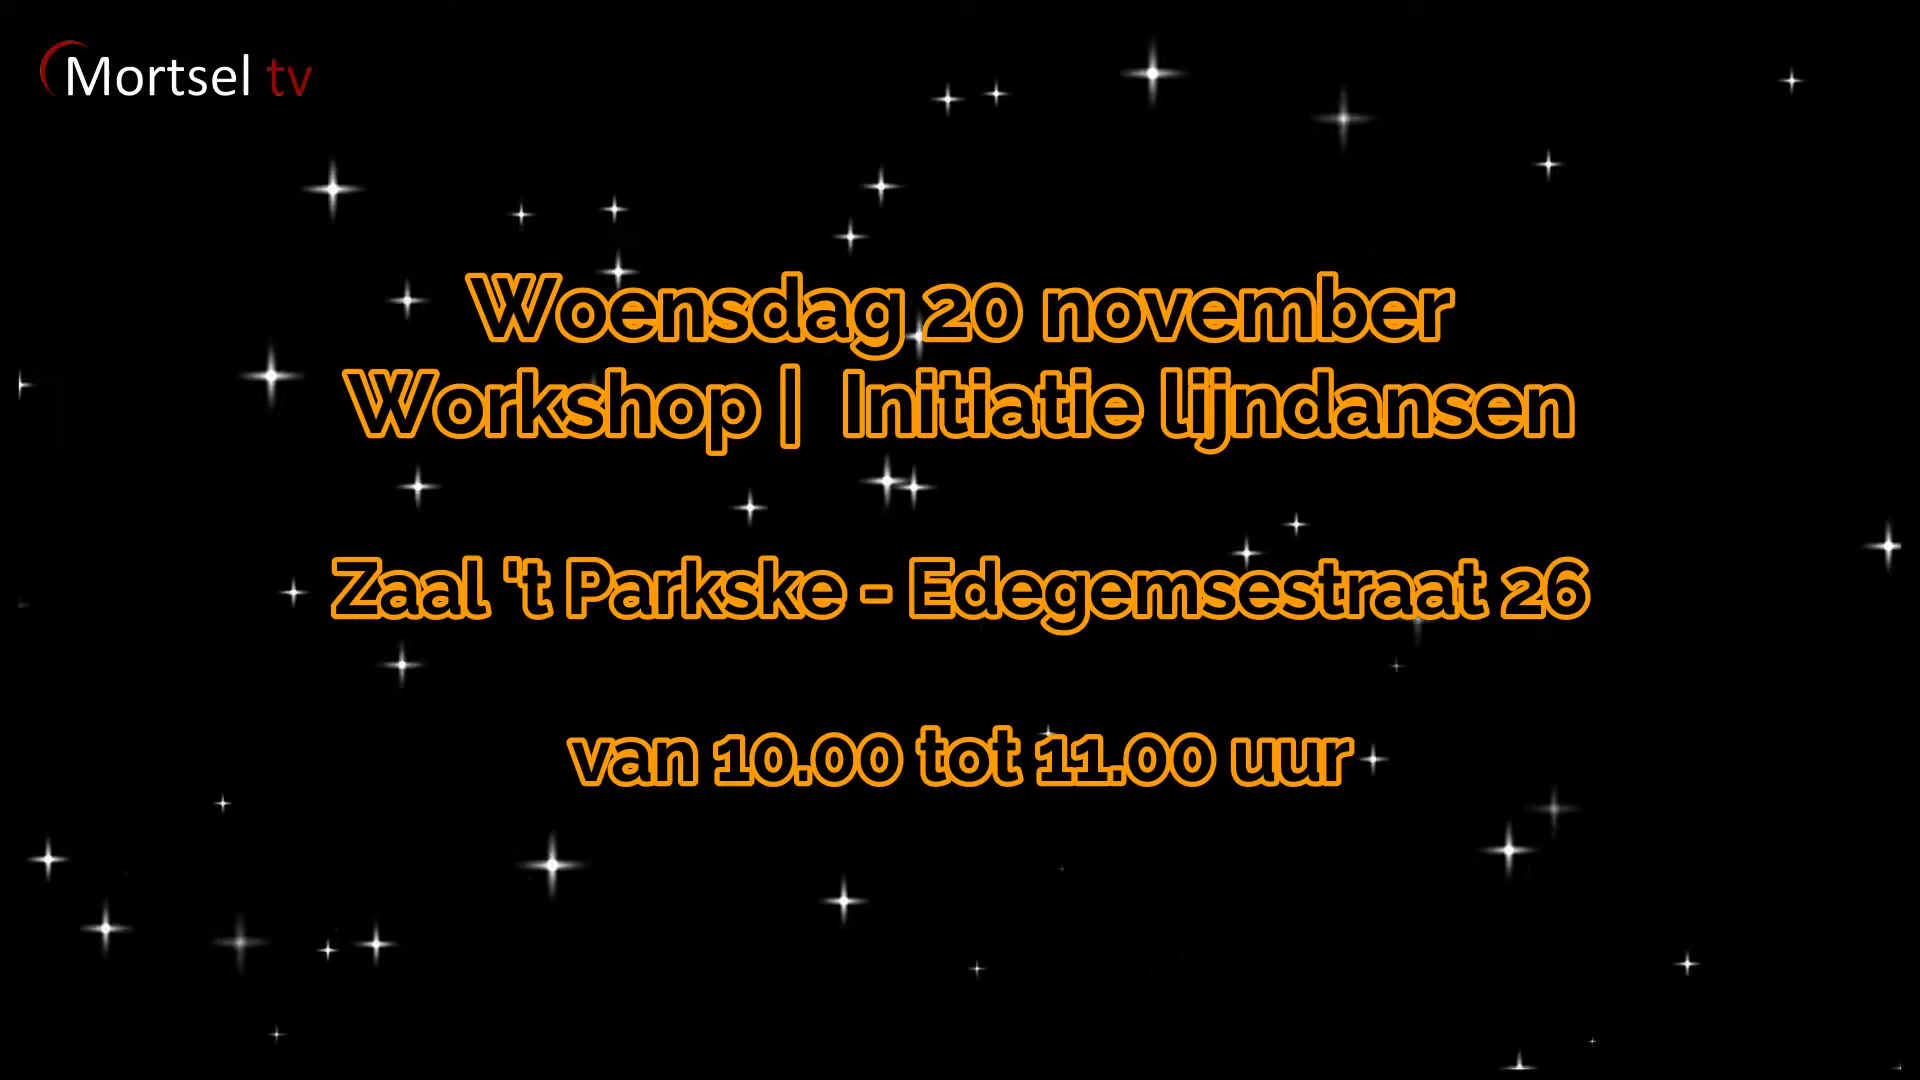 Mortsel tv
Woensdag 20 november
Workshop | Initiatie lijndansen
Zaal 't Parkske - Edegemsestraat 26
van 10.00 tot 11.00 uur